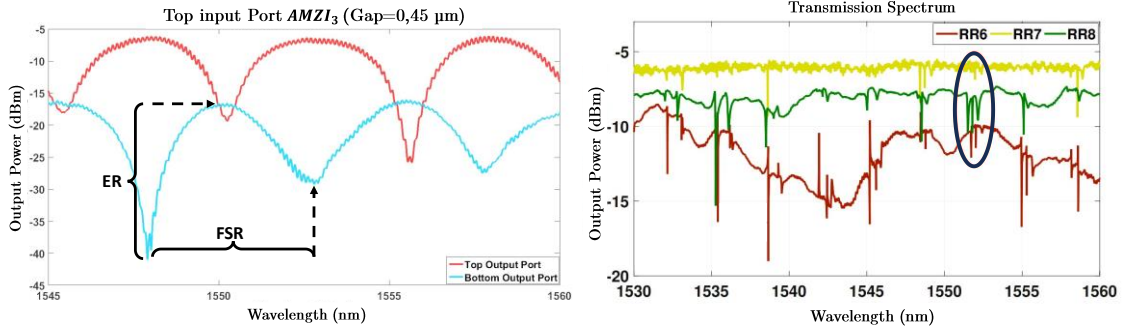 Top input Port AMZI₃ (Gap=0,45 µm)
Output Power (dBm)
-5
-10
-15
-20
-25
-30
-35
-40
-45
ER
FSR
Top Output Port
Bottom Output Port
1545
1550
1555
1560
Wavelength (nm)
Transmission Spectrum
Output Power (dBm)
RR6 RR7 RR8
-5
-10
-15
-20
1530
1535
1540
1545
1550
1555
1560
Wavelength (nm)